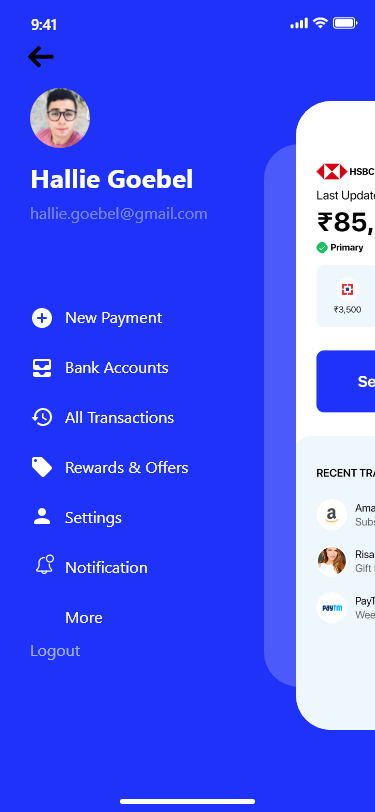 9:41
Hallie Goebel
hallie.goebel@gmail.com
New Payment
Bank Accounts
All Transactions
Rewards & Offers
Settings
Notification
More
Logout
HSBC
Last Update
₹85,
Primary
₹3,500
Se
RECENT TRA
Ama
Subs
Risa
Gift
PayT
Wee
paytm